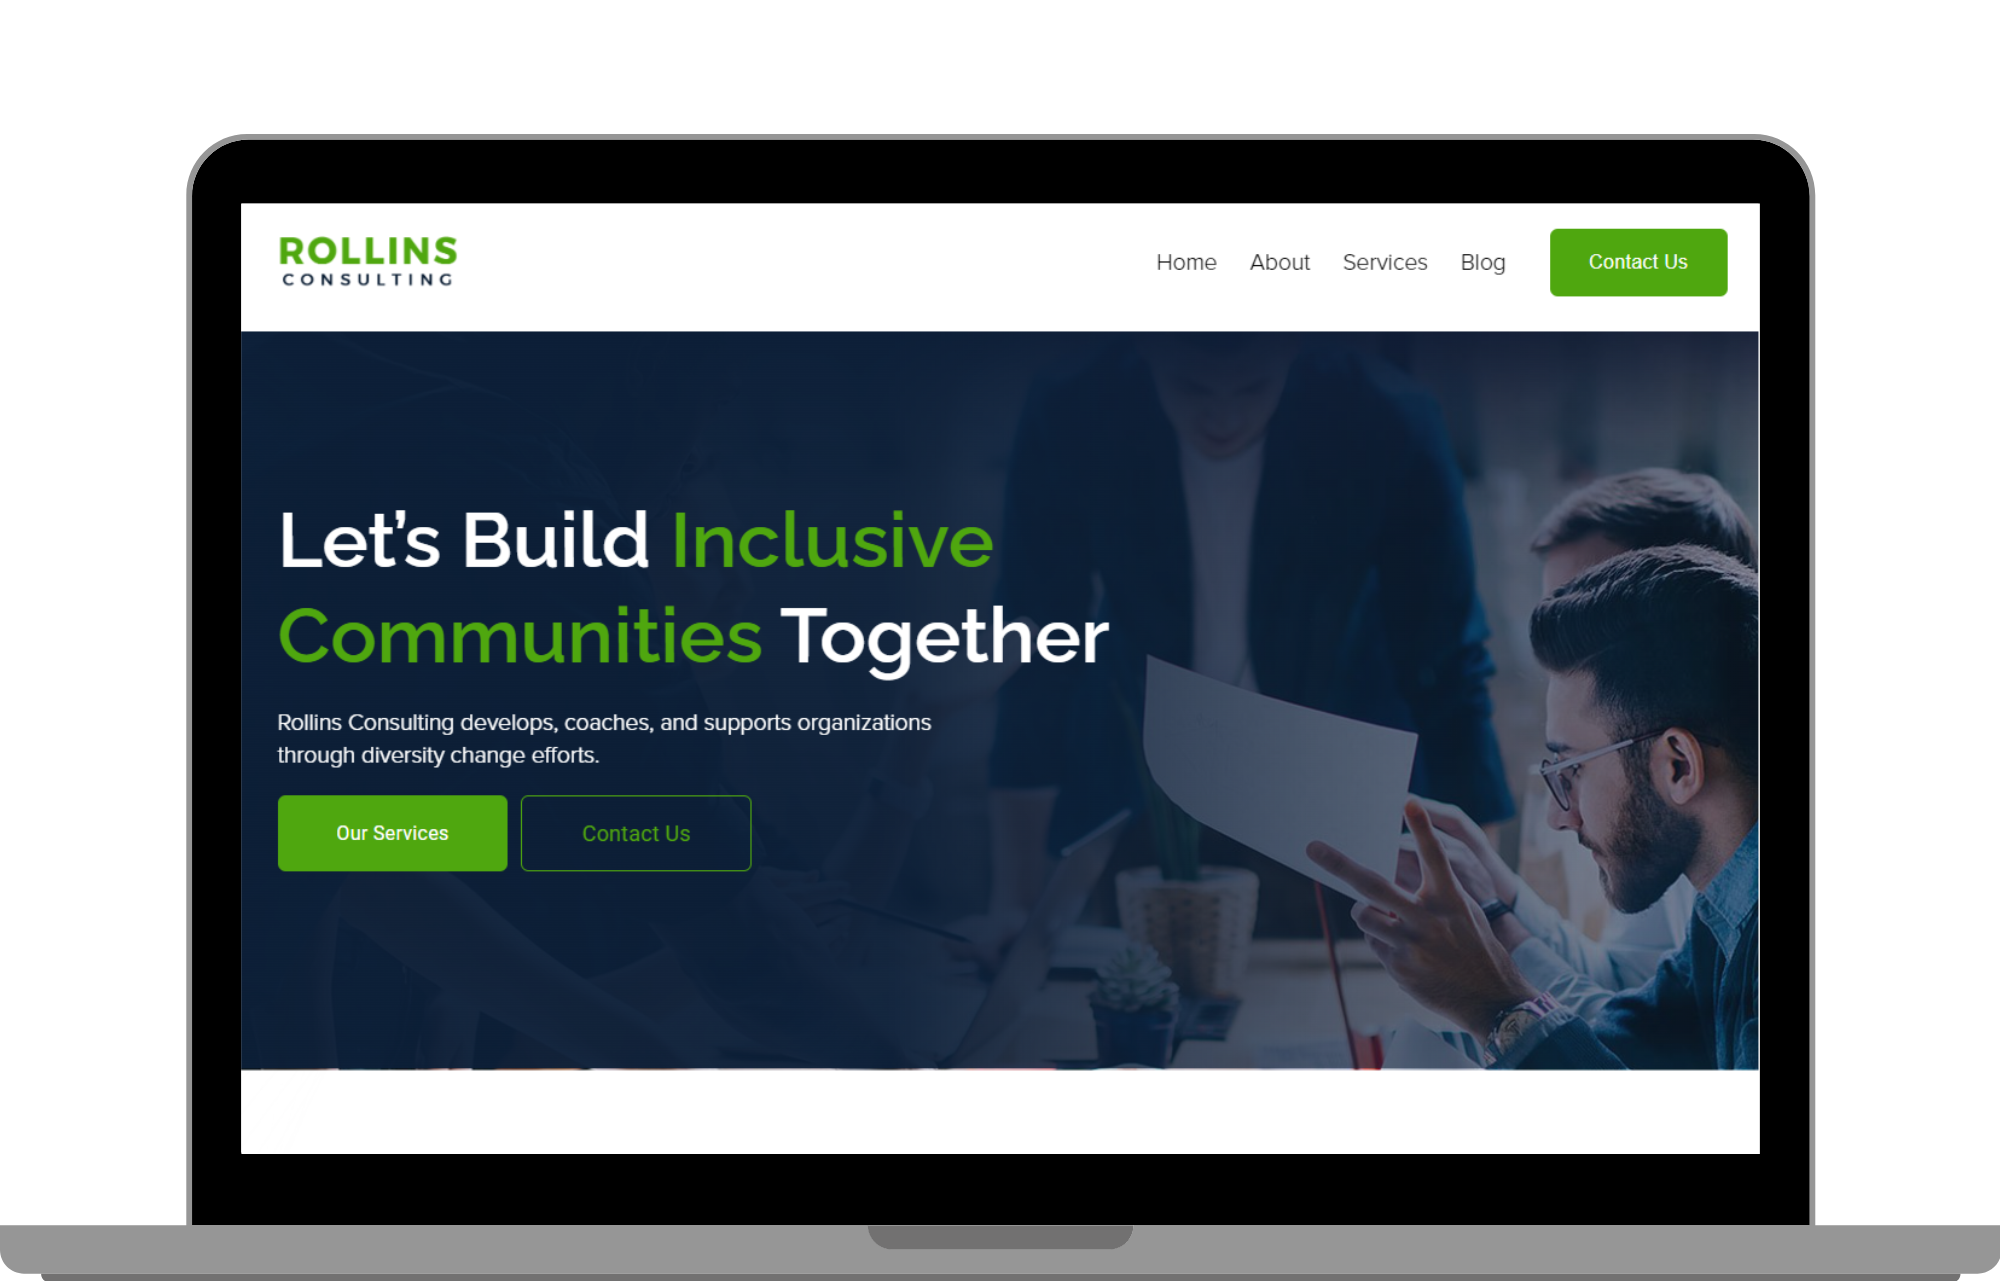 ROLLINS
CONSULTING
Home About Services Blog Contact Us
Let’s Build Inclusive
Communities Together
Rollins Consulting develops, coaches, and supports organizations
through diversity change efforts.
Our Services Contact Us